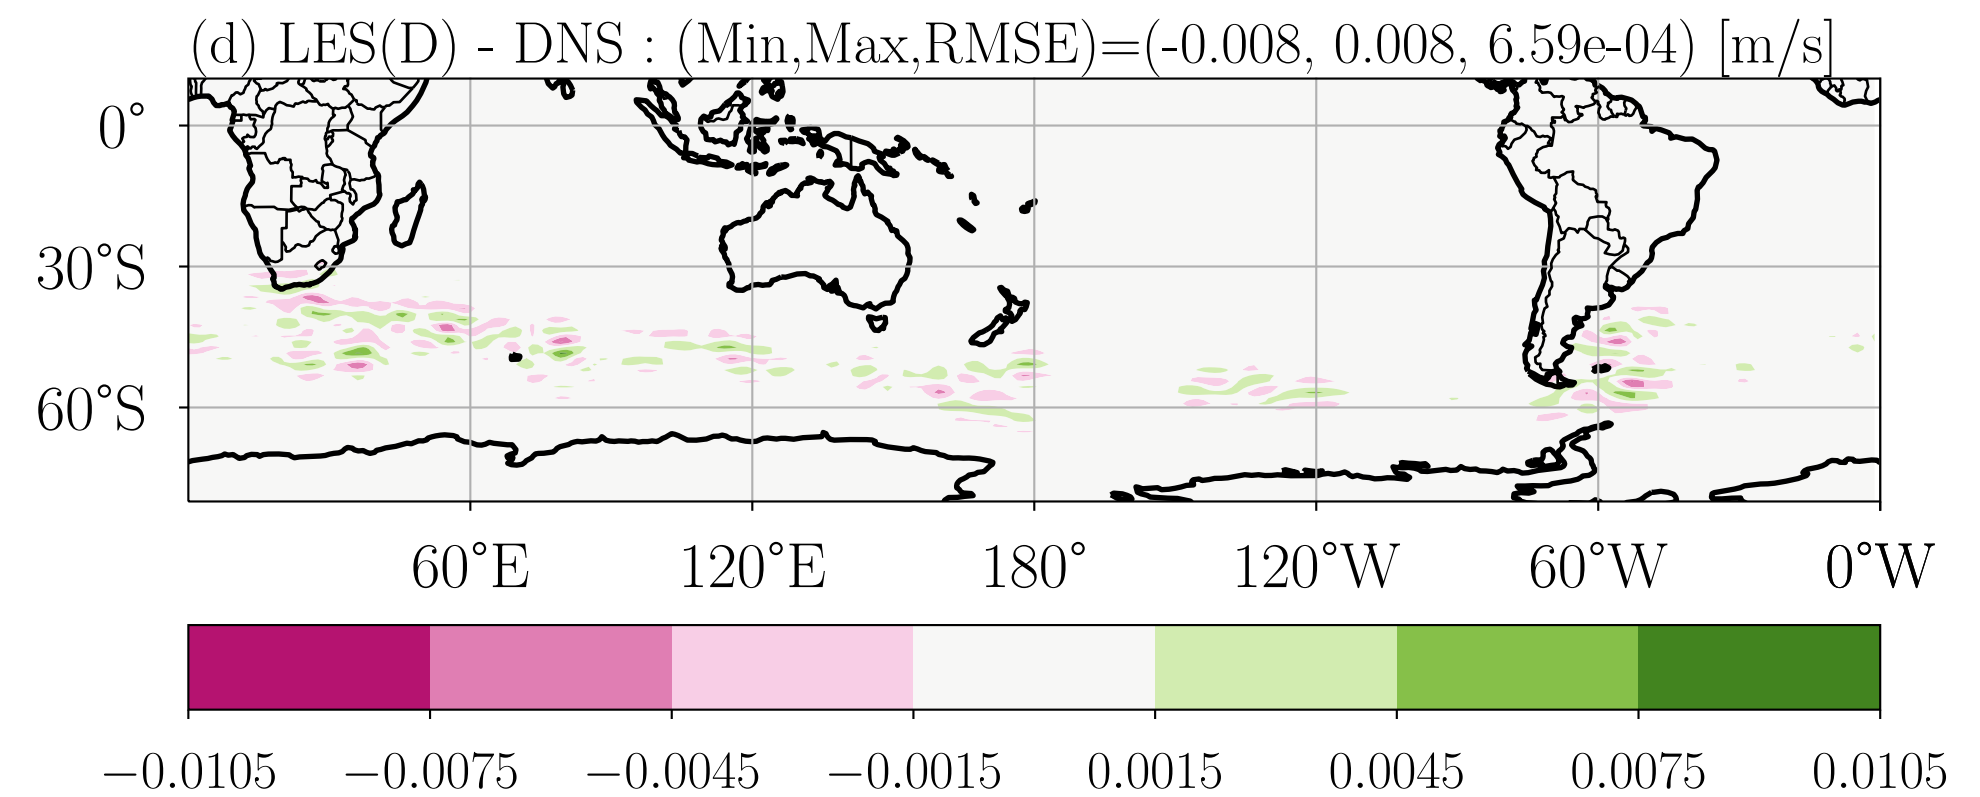 (d) LES(D) - DNS : (Min,Max,RMSE)=(-0.008, 0.008, 6.59e-04) [m/s]
0°
30°S
60°S
60°E 120°E 180° 120°W 60°W 0°W
−0.0105 −0.0075 −0.0045 −0.0015 0.0015 0.0045 0.0075 0.0105